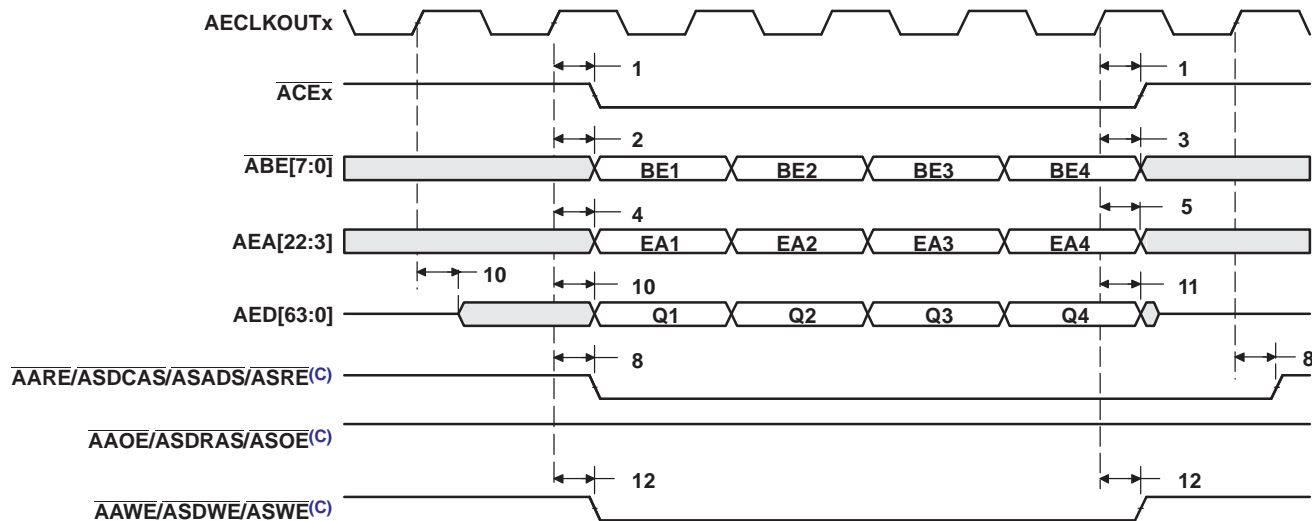 AECLKOUTx
1 1
ACEx
2 3
ABE[7:0] BE1 BE2 BE3 BE4
4 5
AEA[22:3] EA1 EA2 EA3 EA4
10 10 11
AED[63:0] Q1 Q2 Q3 Q4
8 8
AARE/ASDCAS/ASADS/ASRE(C)
AAOE/ASDRAS/ASOE(C)
12 12
AAWE/ASDWE/ASWE(C)